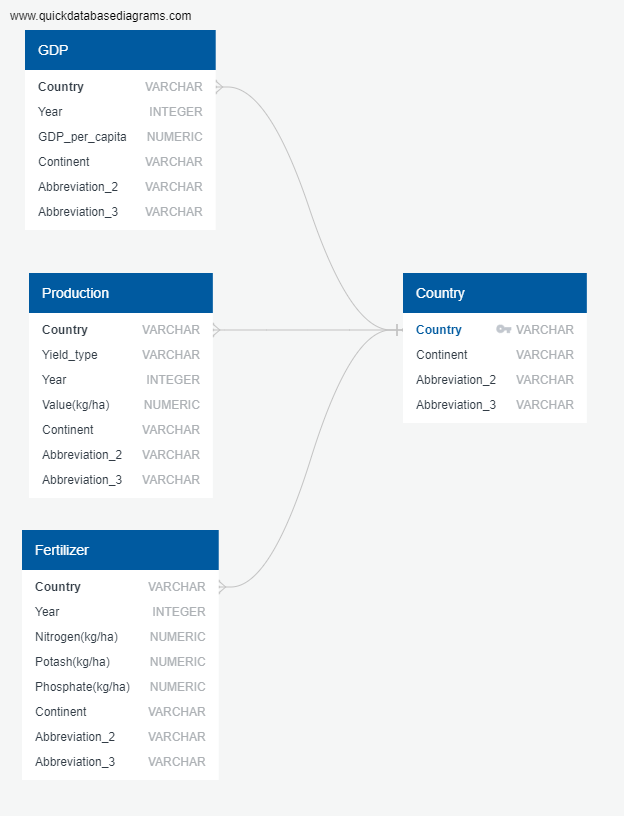 www.quickdatabasediagrams.com
GDP
Country VARCHAR
Year INTEGER
GDP_per_capita NUMERIC
Continent VARCHAR
Abbreviation_2 VARCHAR
Abbreviation_3 VARCHAR
Production
Country VARCHAR
Yield_type VARCHAR
Year INTEGER
Value(kg/ha) NUMERIC
Continent VARCHAR
Abbreviation_2 VARCHAR
Abbreviation_3 VARCHAR
Country
Country VARCHAR
Continent VARCHAR
Abbreviation_2 VARCHAR
Abbreviation_3 VARCHAR
Fertilizer
Country VARCHAR
Year INTEGER
Nitrogen(kg/ha) NUMERIC
Potash(kg/ha) NUMERIC
Phosphate(kg/ha) NUMERIC
Continent VARCHAR
Abbreviation_2 VARCHAR
Abbreviation_3 VARCHAR